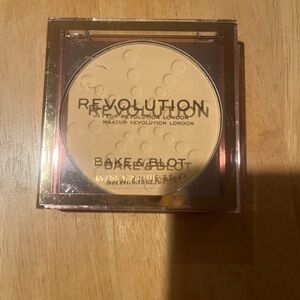 REVOLUTION
MAKEUP REVOLUTION LONDON
BAKE & BLOT